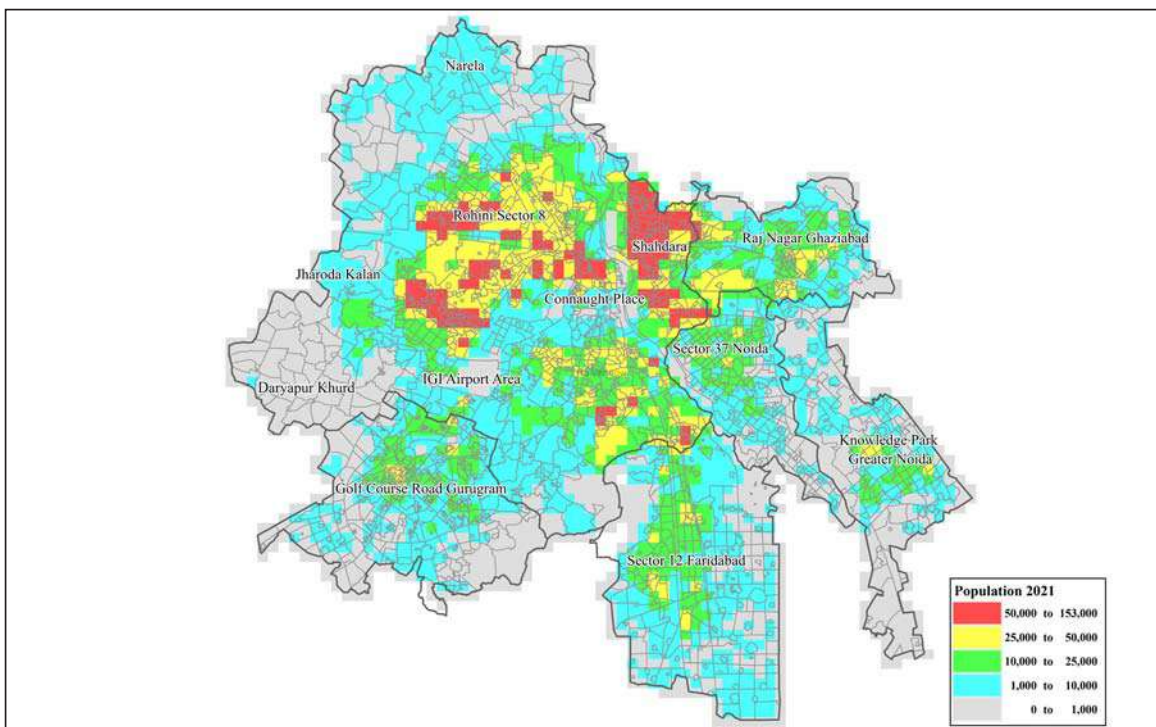 Narela
Rohini Sector 8
Shahdara
Raj Nagar Ghaziabad
Jharoda Kalan
Connaught Place
Sector 37 Noida
IGI Airport Area
Daryapur Khurd
Knowledge Park
Greater Noida
Golf Course Road Gurugram
Sector 12 Faridabad
Population 2021
50,000 to 153,000
25,000 to 50,000
10,000 to 25,000
1,000 to 10,000
0 to 1,000